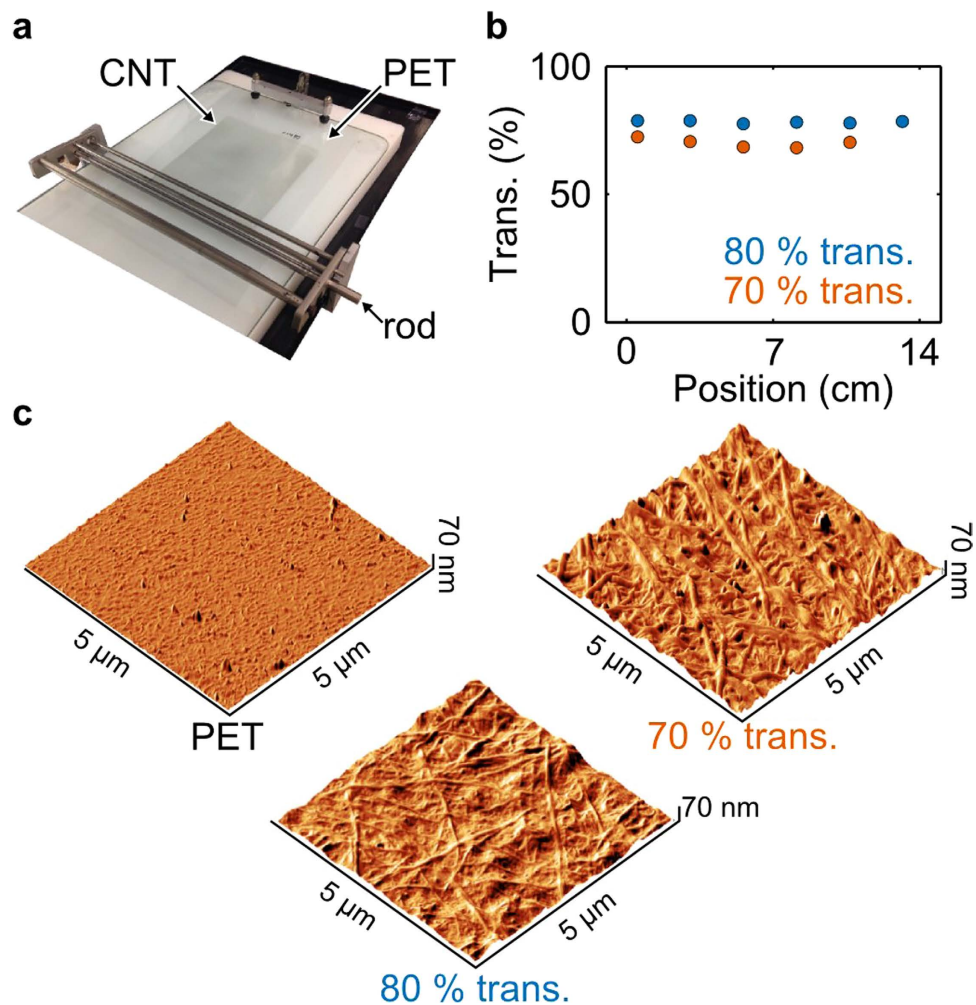 a
CNT
PET
rod
b
100
50
0
Trans. (%)
80 % trans.
70 % trans.
0
7
14
Position (cm)
c
70 nm
5 µm
5 µm
PET
70 nm
5 µm
5 µm
70 % trans.
70 nm
5 µm
5 µm
80 % trans.